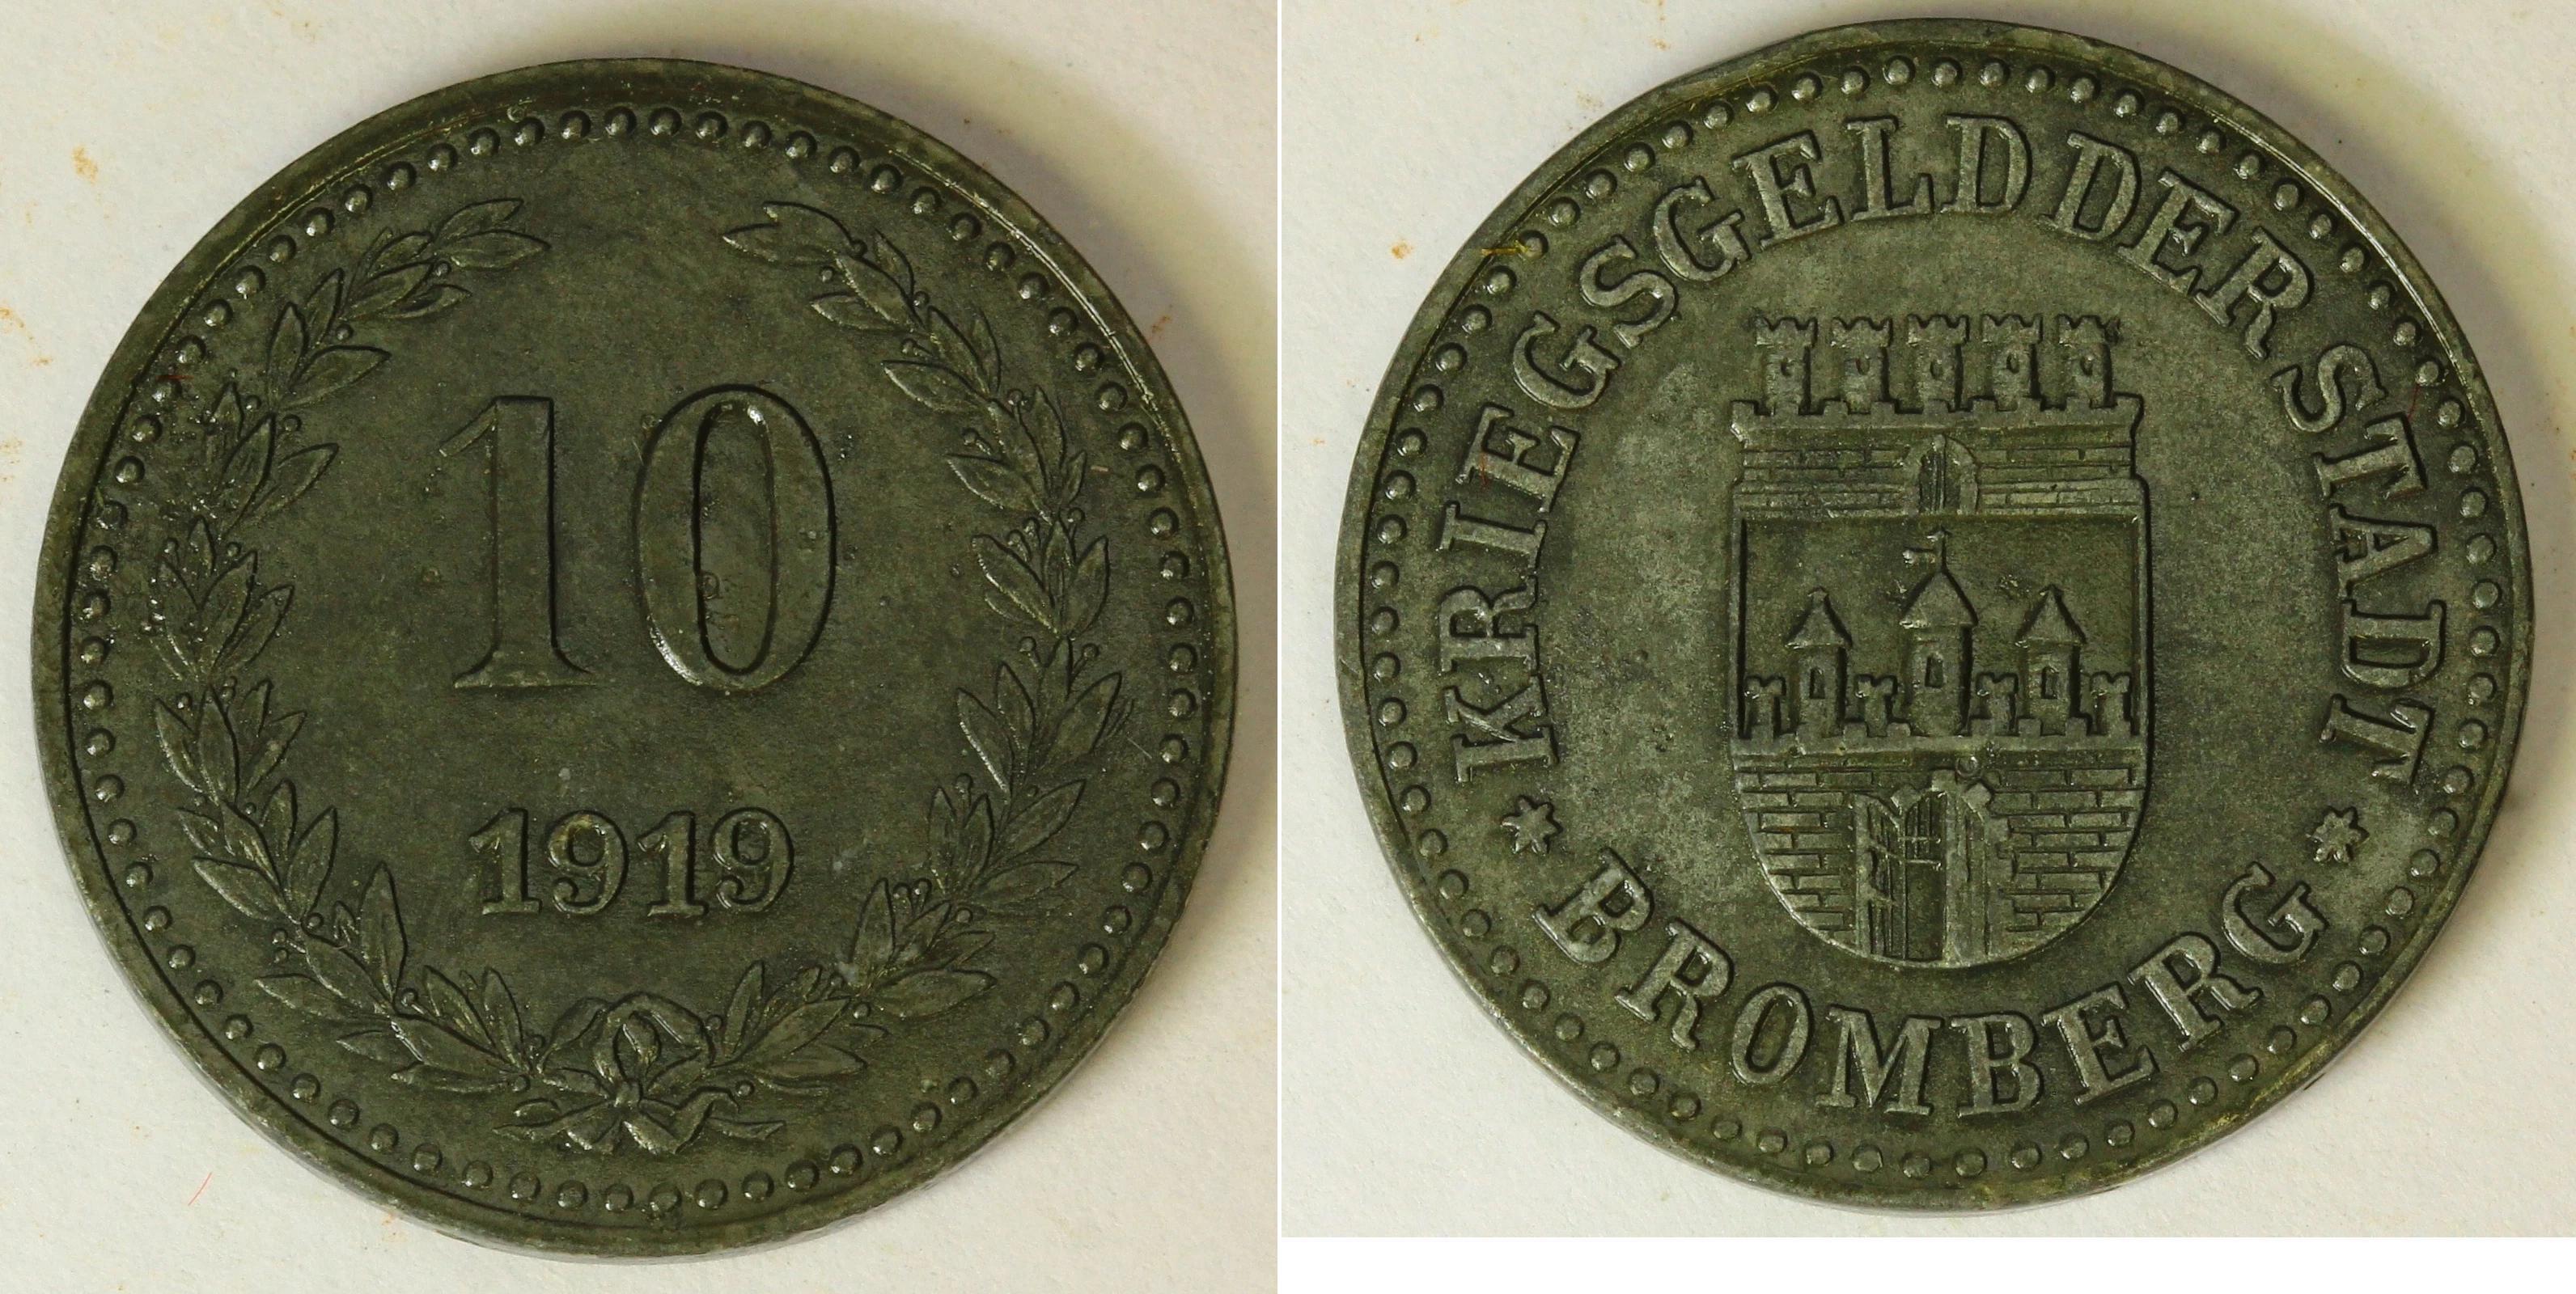 10
1919
KRIEGSGELD DER STADT
* BROMBERG *